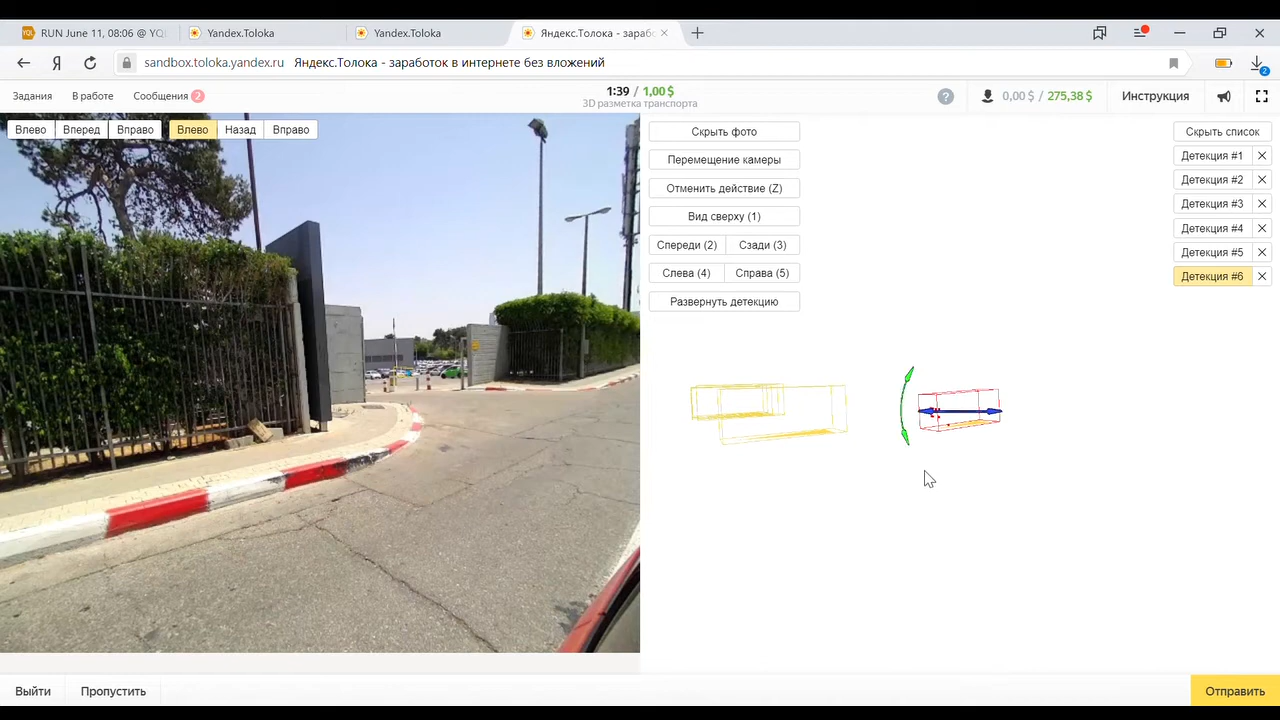 RUN June 11, 08:06 @ YQ
Yandex.Toloka
Yandex.Toloka
Яндекс.Толока - зарабо
sandbox.toloka.yandex.ru Яндекс.Толока - заработок в интернете без вложений
2
Задания
В работе
Сообщения 2
1:39 / 1,00 $
3D разметка транспорта
?
0,00 $ / 275,38 $
Инструкция
Влево Вперед Вправо Влево Назад Вправо
Скрыть фото
Перемещение камеры
Отменить действие (Z)
Вид сверху (1)
Спереди (2) Сзади (3)
Слева (4) Справа (5)
Развернуть детекцию
Скрыть список
Детекция #1
Детекция #2
Детекция #3
Детекция #4
Детекция #5
Детекция #6
Выйти
Пропустить
Отправить